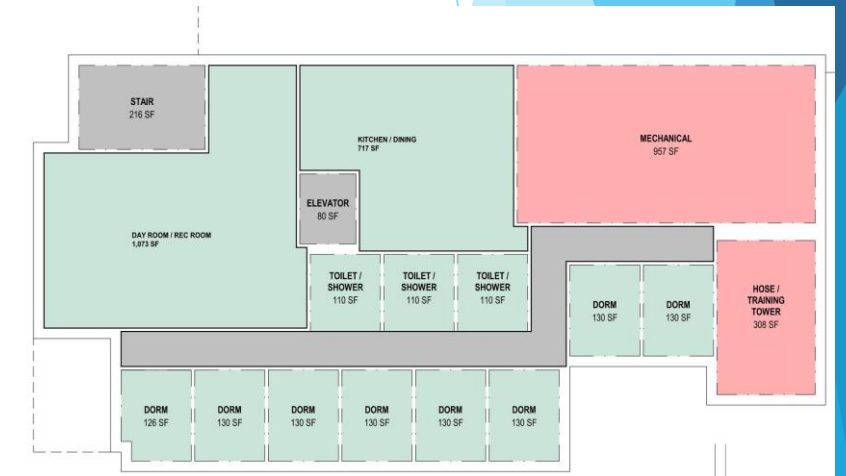 STAIR
216 SF
KITCHEN / DINING
717 SF
MECHANICAL
957 SF
ELEVATOR
80 SF
DAY ROOM / REC ROOM
1,073 SF
TOILET /
SHOWER
110 SF
TOILET /
SHOWER
110 SF
TOILET /
SHOWER
110 SF
DORM
130 SF
DORM
130 SF
HOSE /
TRAINING
TOWER
308 SF
DORM
126 SF
DORM
130 SF
DORM
130 SF
DORM
130 SF
DORM
130 SF
DORM
130 SF